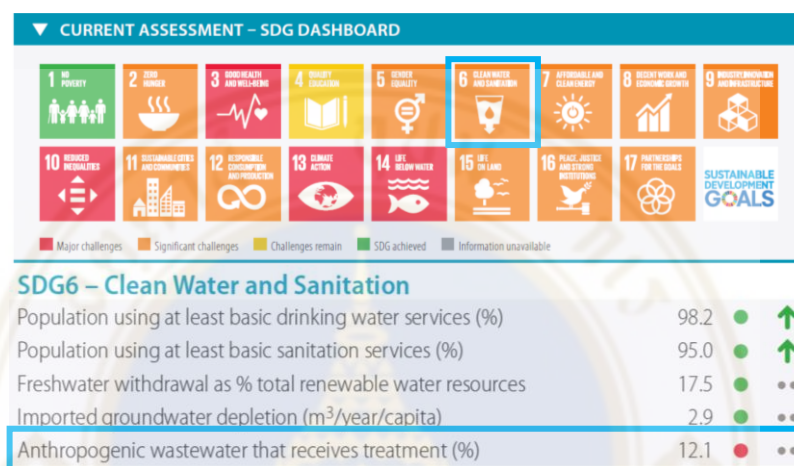 ▼ CURRENT ASSESSMENT – SDG DASHBOARD
1 NO POVERTY
2 ZERO HUNGER
3 GOOD HEALTH AND WELL-BEING
4 QUALITY EDUCATION
5 GENDER EQUALITY
6 CLEAN WATER AND SANITATION
7 AFFORDABLE AND CLEAN ENERGY
8 DECENT WORK AND ECONOMIC GROWTH
9 INDUSTRY, INNOVATION AND INFRASTRUCTURE
10 REDUCED INEQUALITIES
11 SUSTAINABLE CITIES AND COMMUNITIES
12 RESPONSIBLE CONSUMPTION AND PRODUCTION
13 CLIMATE ACTION
14 LIFE BELOW WATER
15 LIFE ON LAND
16 PEACE, JUSTICE AND STRONG INSTITUTIONS
17 PARTNERSHIPS FOR THE GOALS
SUSTAINABLE
DEVELOPMENT
GOALS
Major challenges Significant challenges Challenges remain SDG achieved Information unavailable
SDG6 – Clean Water and Sanitation
Population using at least basic drinking water services (%) 98.2
Population using at least basic sanitation services (%) 95.0
Freshwater withdrawal as % total renewable water resources 17.5
Imported groundwater depletion (m³/year/capita) 2.9
Anthropogenic wastewater that receives treatment (%) 12.1